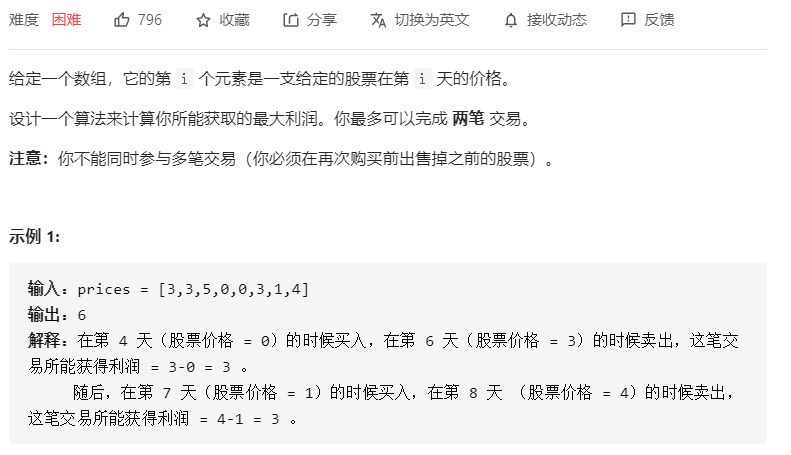 难度 困难 796 收藏 分享 切换为英文 接收动态 反馈
给定一个数组，它的第 i 个元素是一支给定的股票在第 i 天的价格。
设计一个算法来计算你所能获取的最大利润。你最多可以完成 两笔 交易。
注意：你不能同时参与多笔交易（你必须在再次购买前出售掉之前的股票）。
示例 1:
输入：prices = [3,3,5,0,0,3,1,4]
输出：6
解释：在第 4 天（股票价格 = 0）的时候买入，在第 6 天（股票价格 = 3）的时候卖出，这笔交
易所能获得利润 = 3-0 = 3 。
随后，在第 7 天（股票价格 = 1）的时候买入，在第 8 天 （股票价格 = 4）的时候卖出，
这笔交易所能获得利润 = 4-1 = 3 。